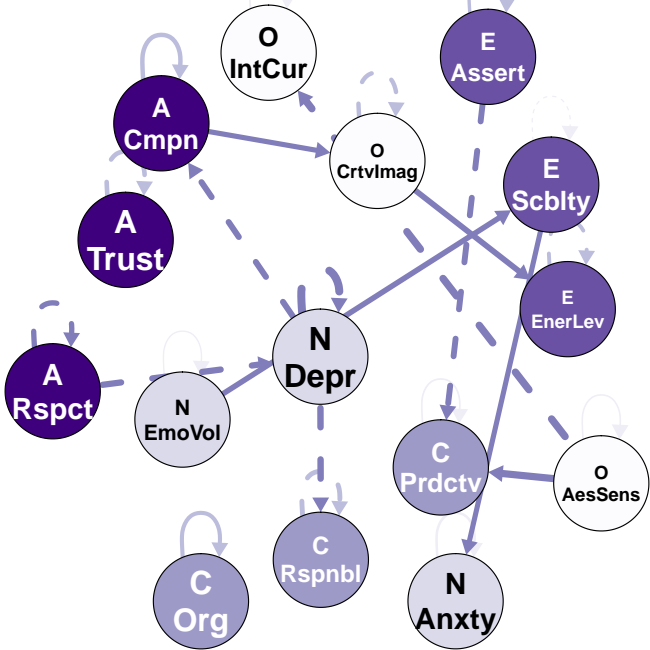 O
IntCur
E
Assert
A
Cmpn
O
CrtvImag
E
Scblty
A
Trust
E
EnerLev
N
Depr
A
Rspct
N
EmoVol
C
Prdctv
O
AesSens
C
Rspnbl
C
Org
N
Anxty